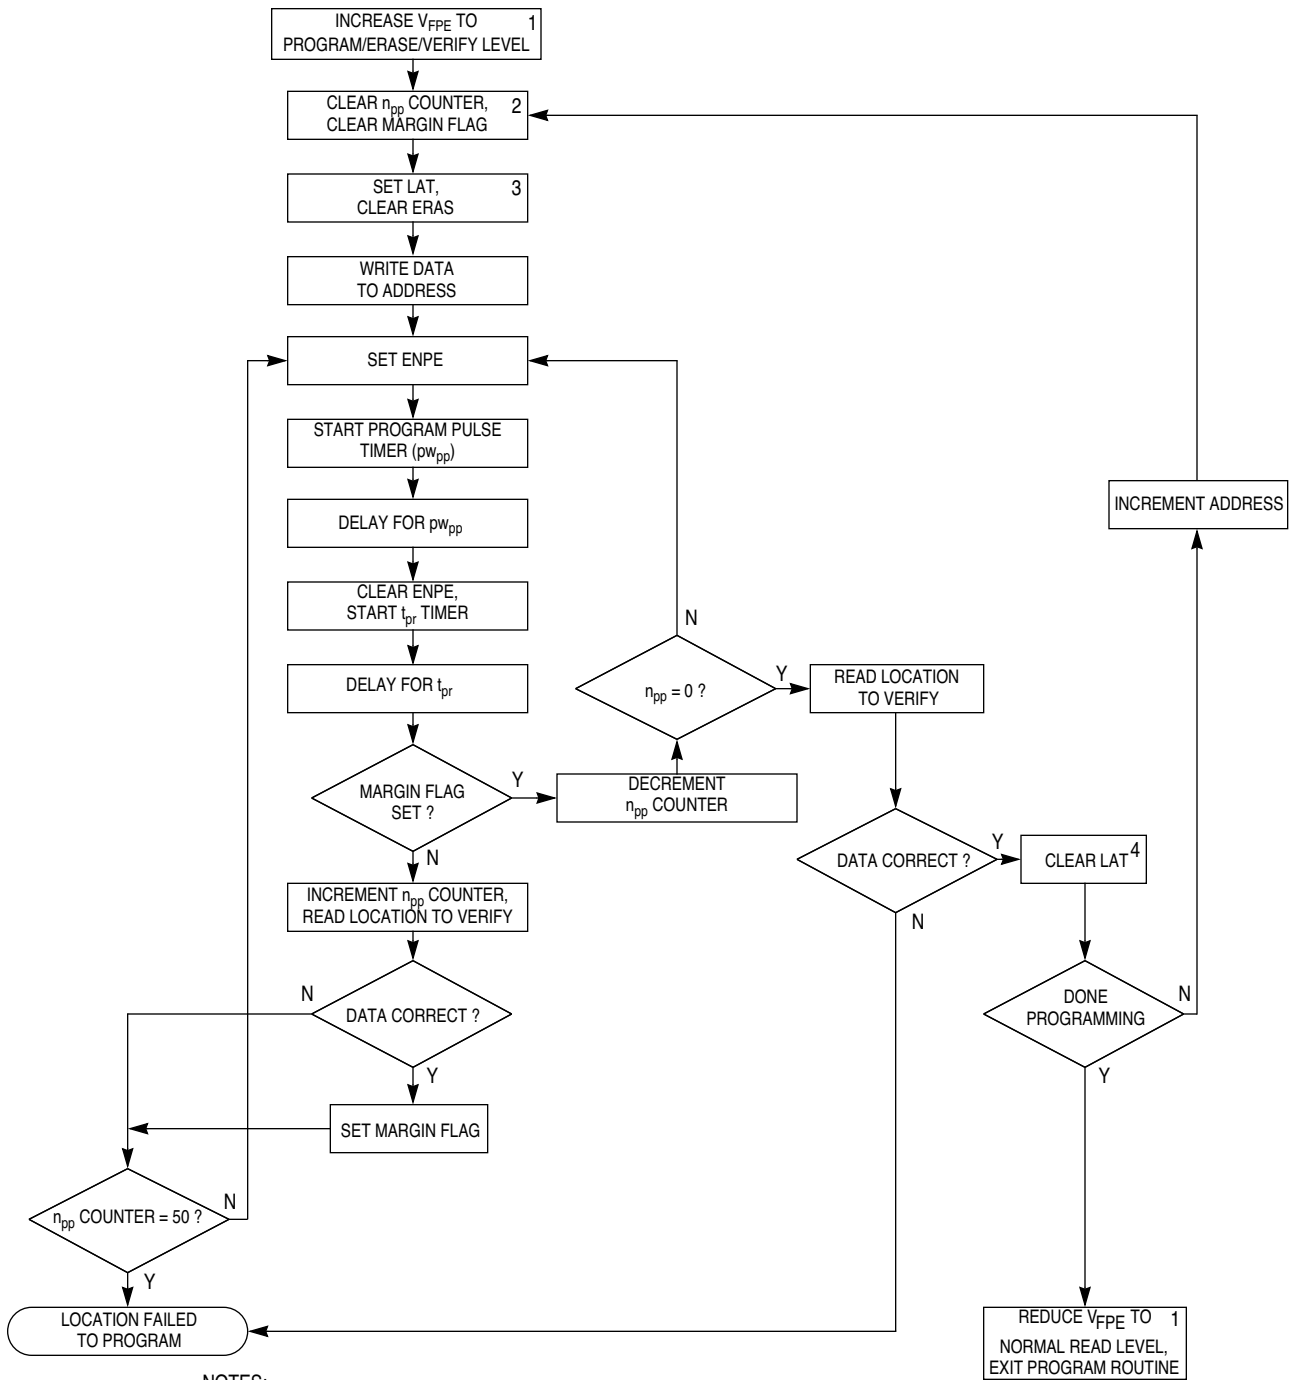 INCREASE VFPE TO 1
PROGRAM/ERASE/VERIFY LEVEL
CLEAR npp COUNTER, 2
CLEAR MARGIN FLAG
SET LAT, 3
CLEAR ERAS
WRITE DATA
TO ADDRESS
SET ENPE
START PROGRAM PULSE
TIMER (pwpp)
DELAY FOR pwpp
CLEAR ENPE,
START tpr TIMER
DELAY FOR tpr
MARGIN FLAG
SET ?
Y
N
DECREMENT
npp COUNTER
npp = 0 ?
N
Y
READ LOCATION
TO VERIFY
DATA CORRECT ?
Y
N
CLEAR LAT 4
DONE
PROGRAMMING
N
Y
INCREMENT ADDRESS
INCREMENT npp COUNTER,
READ LOCATION TO VERIFY
DATA CORRECT ?
N
Y
SET MARGIN FLAG
npp COUNTER = 50 ?
N
Y
LOCATION FAILED
TO PROGRAM
REDUCE VFPE TO 1
NORMAL READ LEVEL,
EXIT PROGRAM ROUTINE
NOTES: